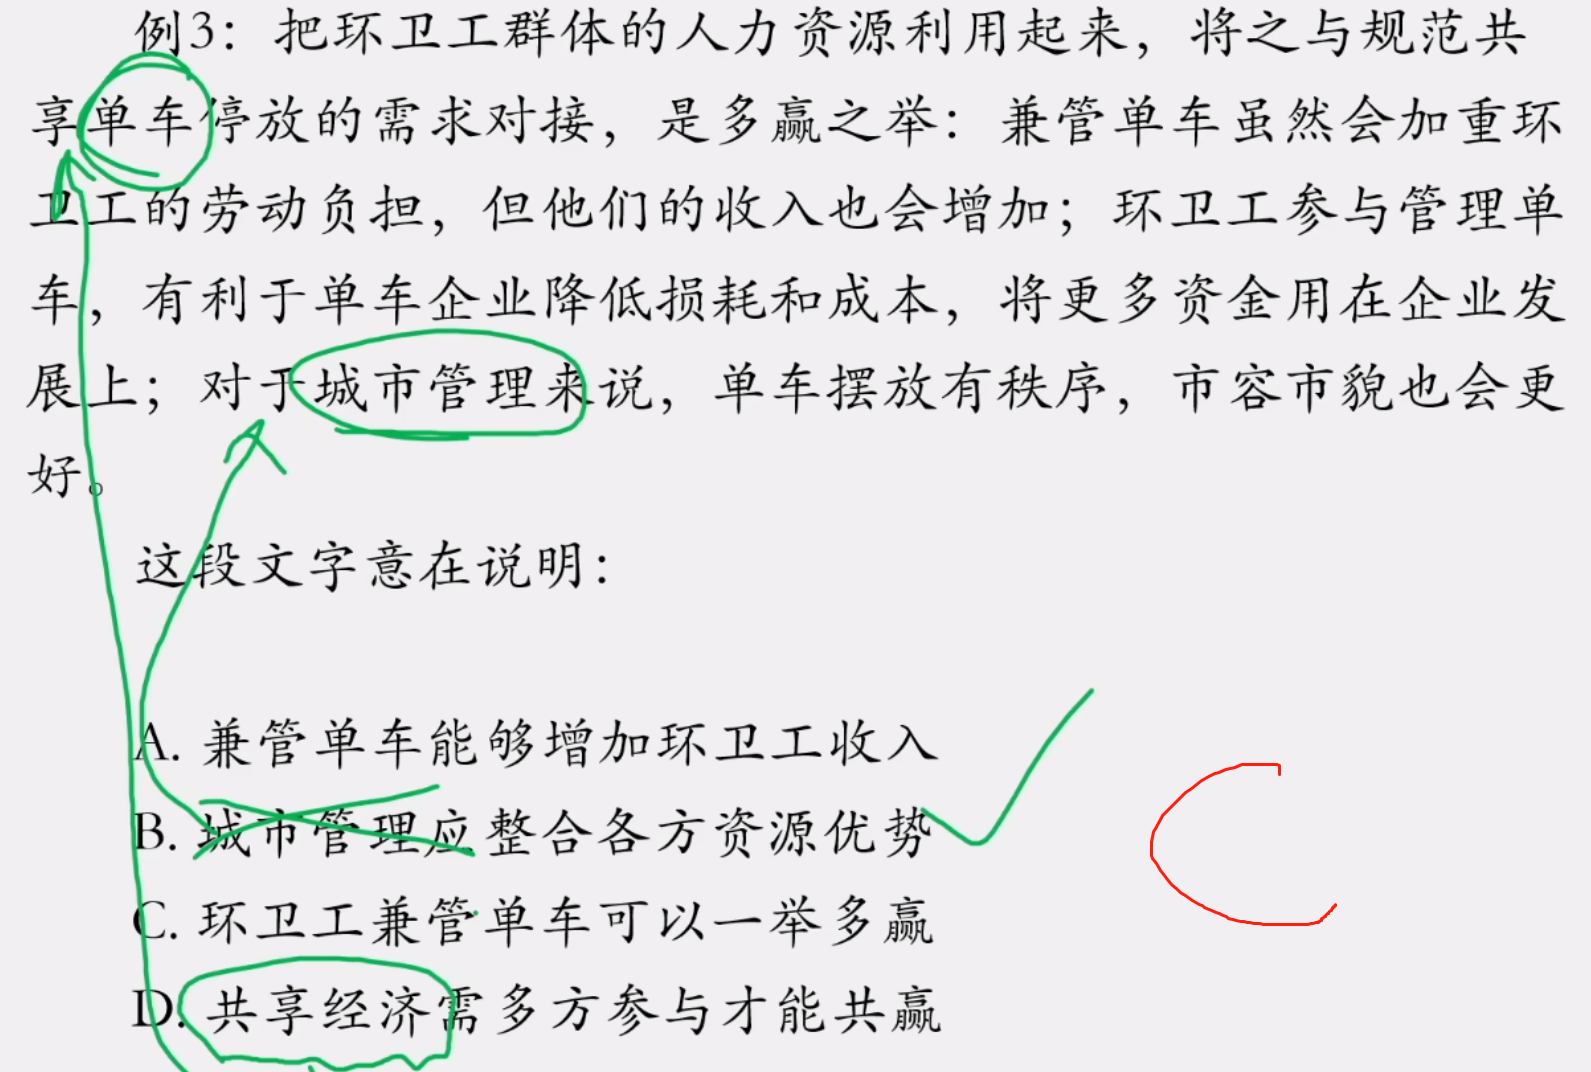 例3：把环卫工群体的人力资源利用起来，将之与规范共
享单车停放的需求对接，是多赢之举：兼管单车虽然会加重环
卫工的劳动负担，但他们的收入也会增加；环卫工参与管理单
车，有利于单车企业降低损耗和成本，将更多资金用在企业发
展上；对于城市管理来说，单车摆放有秩序，市容市貌也会更
好。
这段文字意在说明：
A. 兼管单车能够增加环卫工收入
B. 城市管理应整合各方资源优势
C. 环卫工兼管单车可以一举多赢
D. 共享经济需多方参与才能共赢